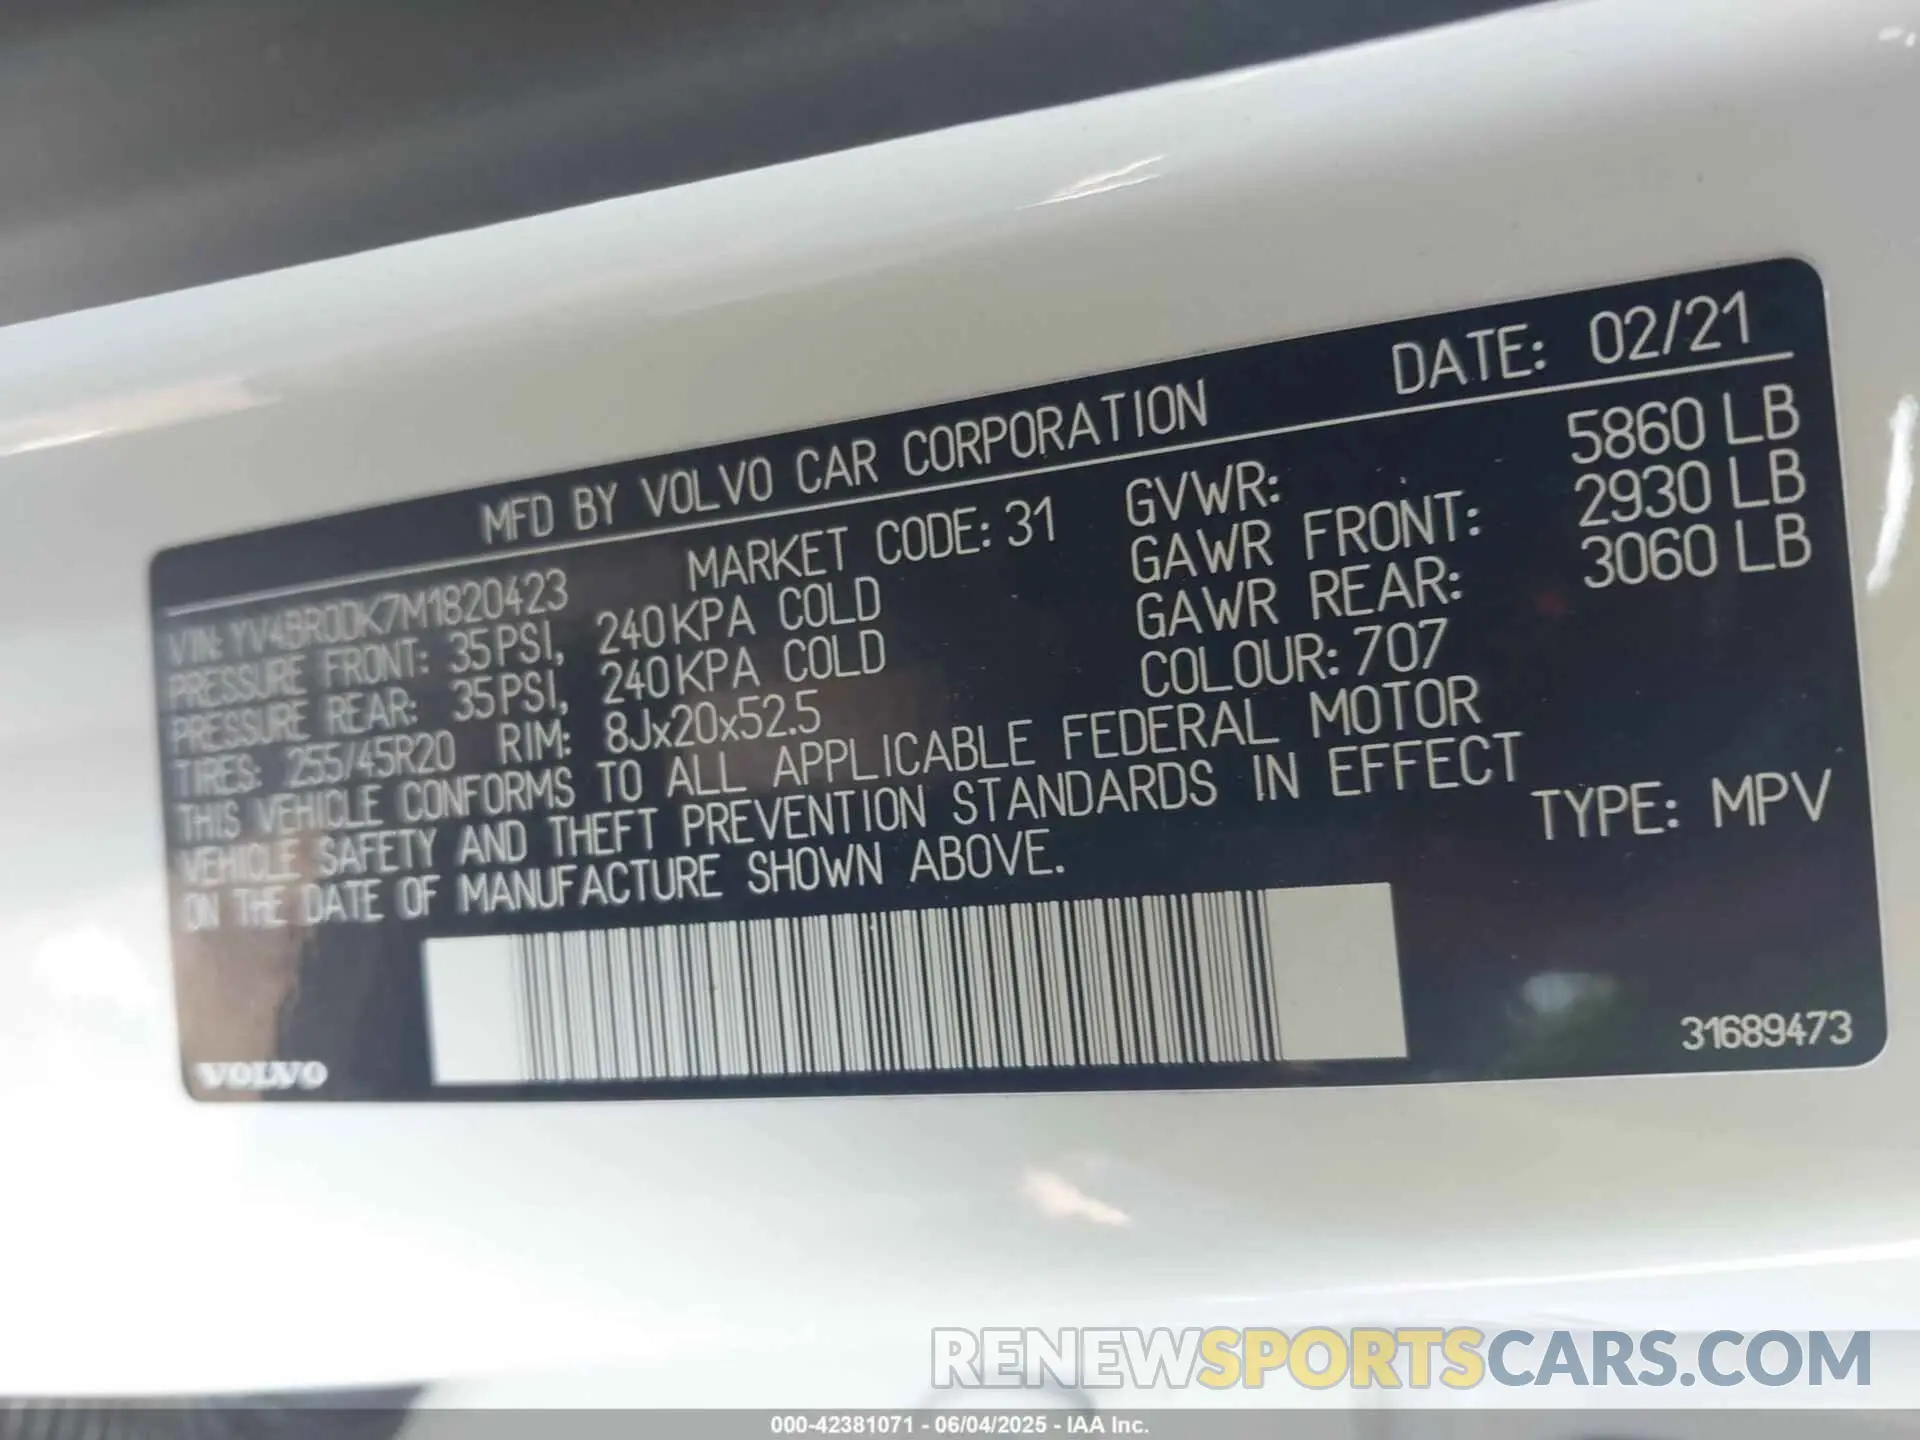 MFD BY VOLVO CAR CORPORATION DATE: 02/21
VIN: YV4BR0DK7M1820423 MARKET CODE: 31 GVWR: 5860 LB
PRESSURE FRONT: 35PSI, 240KPA COLD GAWR FRONT: 2930 LB
PRESSURE REAR: 35PSI, 240KPA COLD GAWR REAR: 3060 LB
TIRES: 255/45R20 RIM: 8Jx20x52.5 COLOUR: 707
THIS VEHICLE CONFORMS TO ALL APPLICABLE FEDERAL MOTOR
VEHICLE SAFETY AND THEFT PREVENTION STANDARDS IN EFFECT
ON THE DATE OF MANUFACTURE SHOWN ABOVE. TYPE: MPV
VOLVO 31689473
RENEWSPORTSCARS.COM
000-42381071 - 06/04/2025 - IAA Inc.